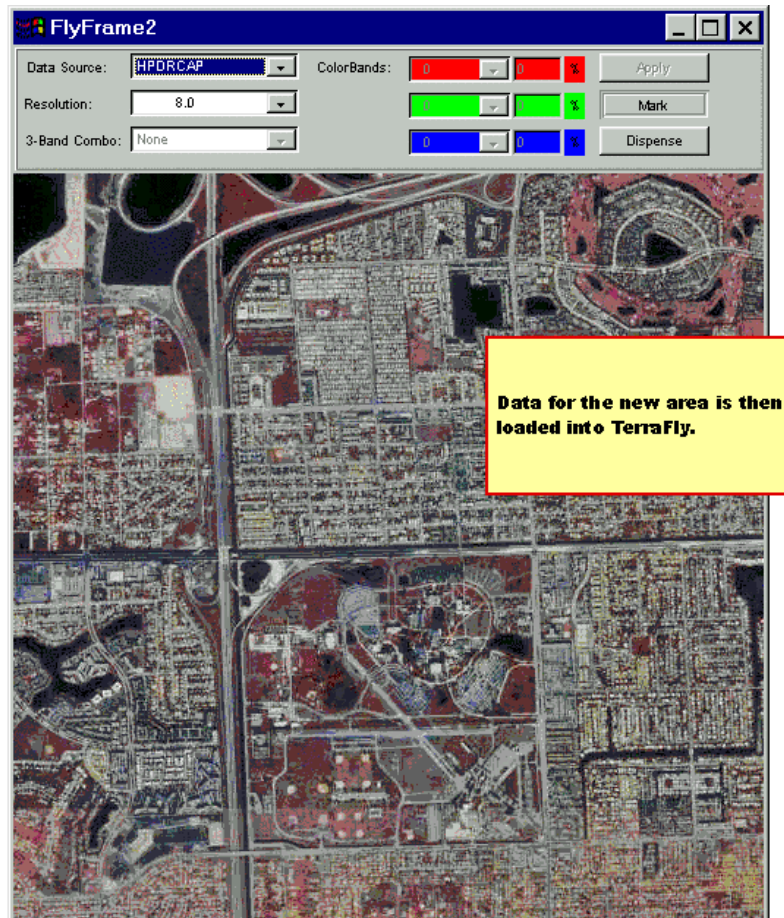 FlyFrame2
Data Source: HPDRCAP ColorBands: 0 0 % Apply
Resolution: 8.0 0 0 % Mark
3-Band Combo: None 0 0 % Dispense
Data for the new area is then
loaded into TerraFly.